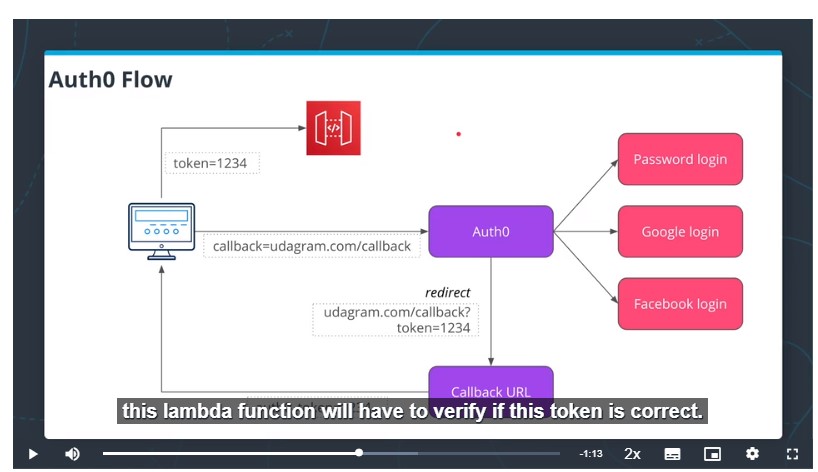 Auth0 Flow
token=1234
Password login
Auth0
Google login
callback=udagram.com/callback
redirect
Facebook login
udagram.com/callback?
token=1234
Callback URL
this lambda function will have to verify if this token is correct.
-1:13
2x